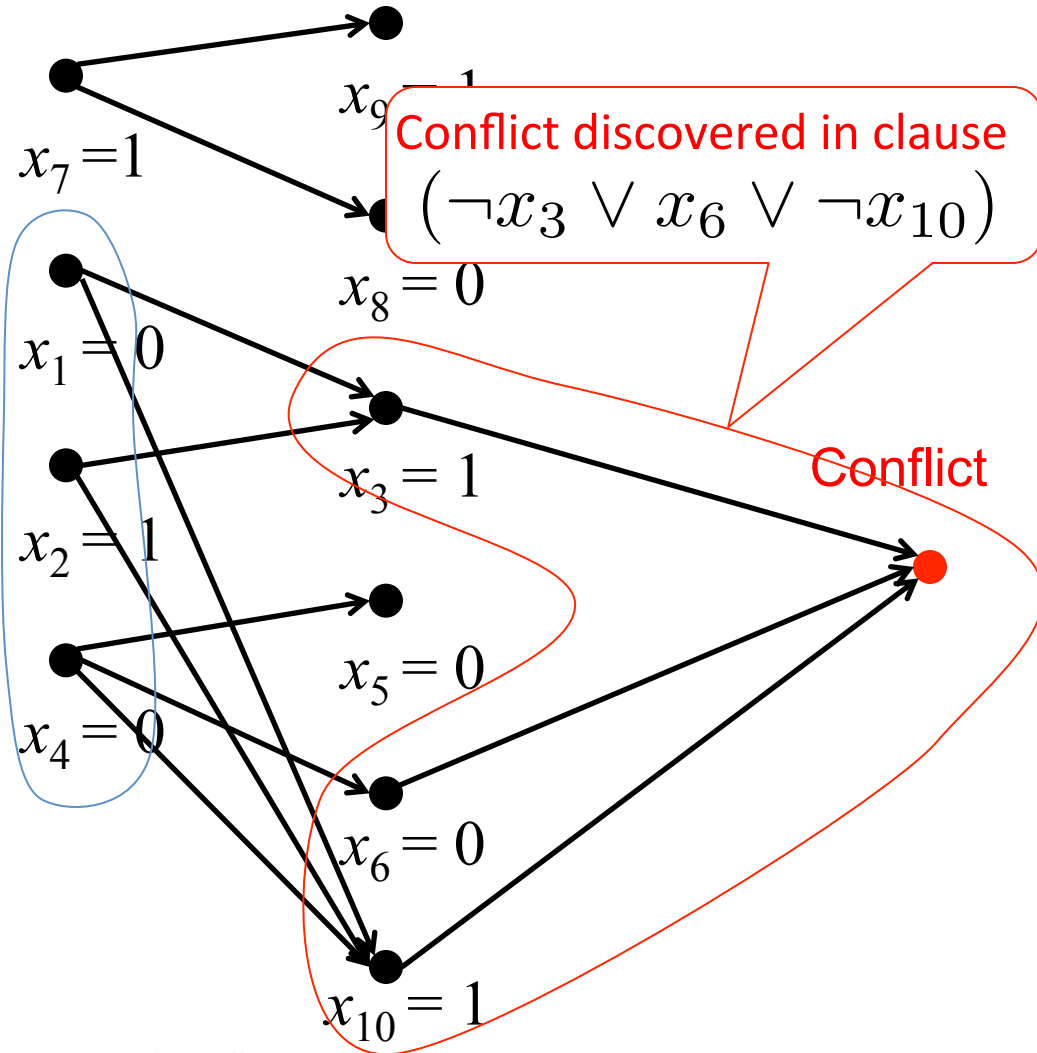 x₉ = 1
Conflict discovered in clause
(¬x₃ ∨ x₆ ∨ ¬x₁₀)
x₇ =1
x₈ = 0
x₁ = 0
x₃ = 1
Conflict
x₂ = 1
x₅ = 0
x₄ = 0
x₆ = 0
x₁₀ = 1